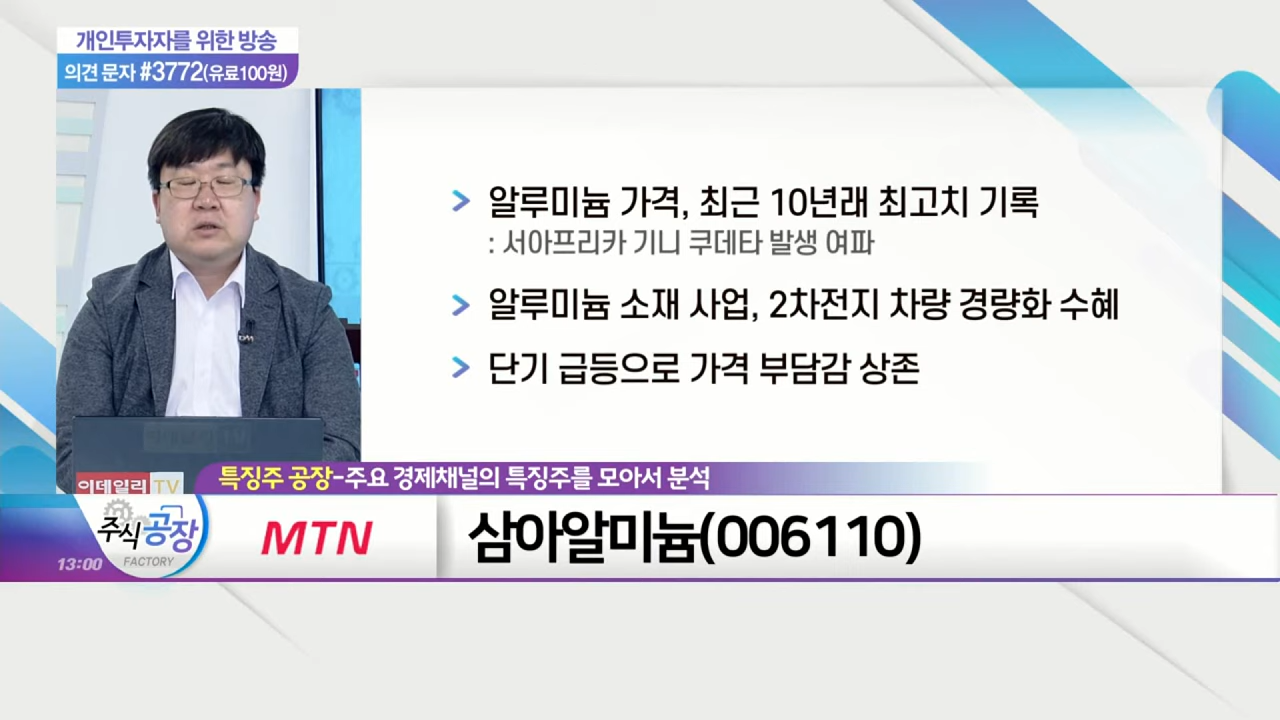 개인투자자를 위한 방송
의견 문자 #3772(유료100원)
> 알루미늄 가격, 최근 10년래 최고치 기록
: 서아프리카 기니 쿠데타 발생 여파
> 알루미늄 소재 사업, 2차전지 차량 경량화 수혜
> 단기 급등으로 가격 부담감 상존
이데일리 TV
특징주 공장-주요 경제채널의 특징주를 모아서 분석
주식공장
FACTORY
13:00
MTN
삼아알미늄(006110)